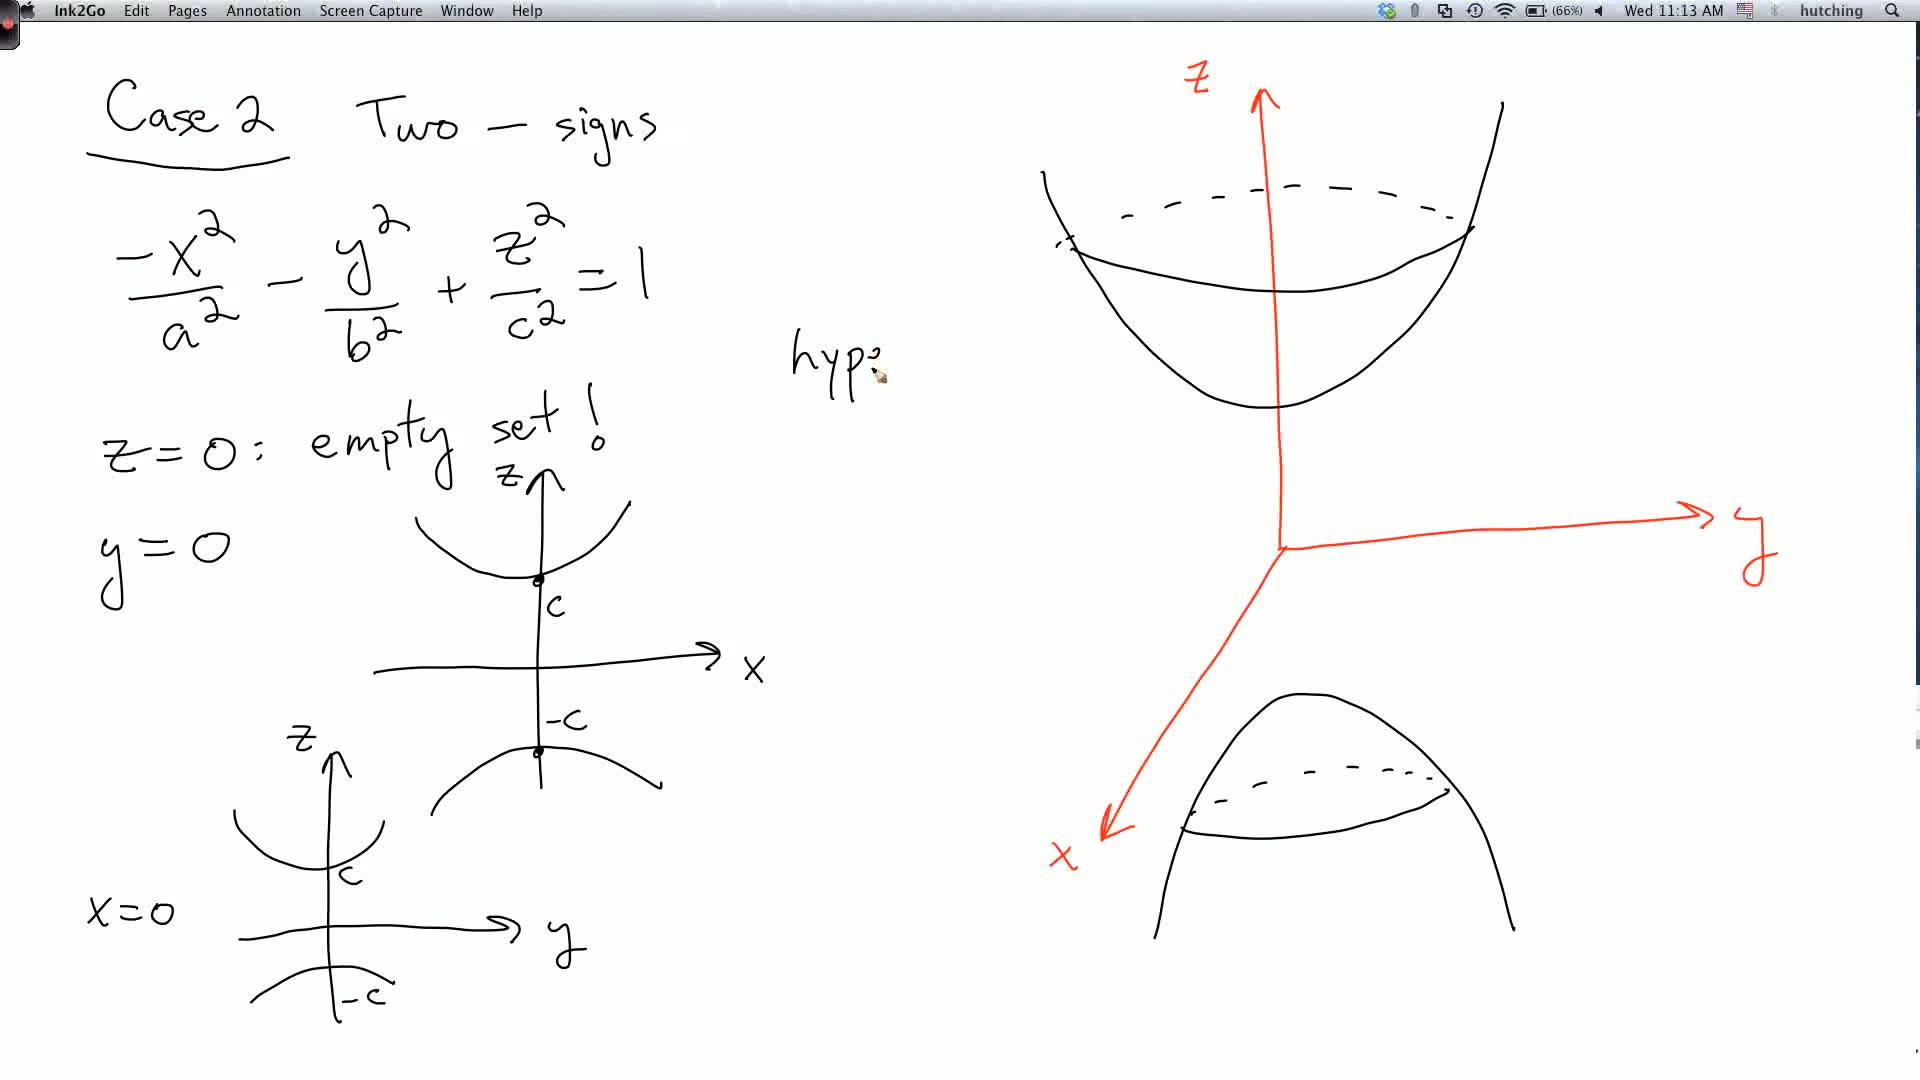 Ink2Go Edit Pages Annotation Screen Capture Window Help (66%) Wed 11:13 AM hutching
Case 2 Two - signs
-x²/a² - y²/b² + z²/c² = 1
z = 0 : empty set !
y = 0
z
c
x
-c
z
c
x = 0
y
-c
hyp
z
y
x